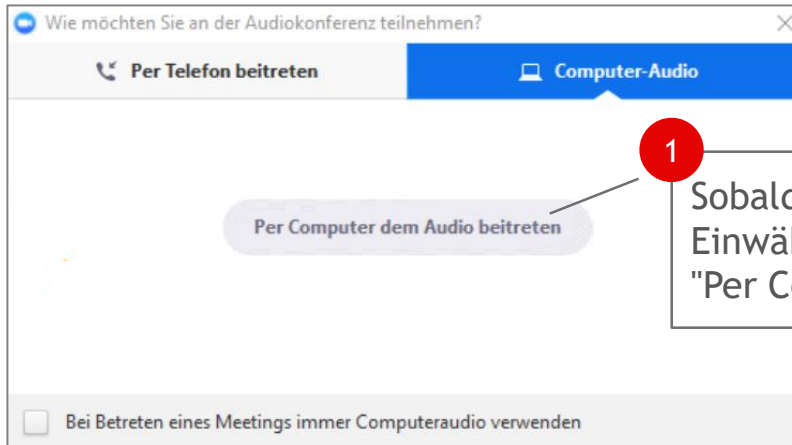 Wie möchten Sie an der Audiokonferenz teilnehmen?
Per Telefon beitreten
Computer-Audio
1
Per Computer dem Audio beitreten
"Per
Bei Betreten eines Meetings immer Computeraudio verwenden